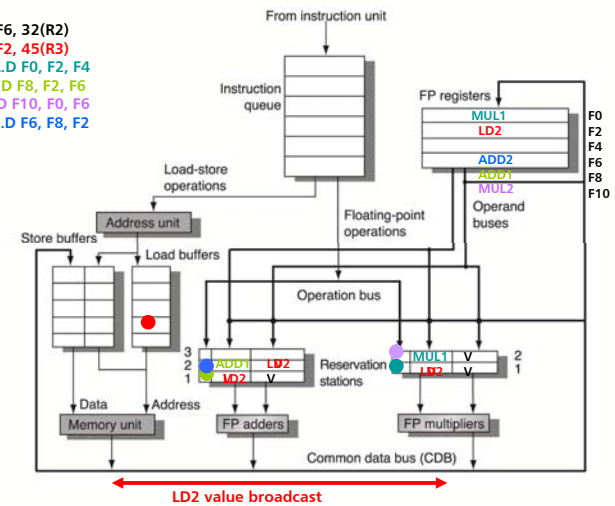 From instruction unit
F6, 32(R2)
F2, 45(R3)
.D F0, F2, F4
D F8, F2, F6
D F10, F0, F6
.D F6, F8, F2
Instruction
queue
FP registers
MUL1
LD2
ADD2
ADD1
MUL2
F0
F2
F4
F6
F8
F10
Load-store
operations
Address unit
Floating-point
operations
Operand
buses
Store buffers
Load buffers
Operation bus
3
2
1
ADD1
V
Reservation
stations
MUL1 V
V
2
1
Data
Address
Memory unit
FP adders
FP multipliers
Common data bus (CDB)
LD2 value broadcast